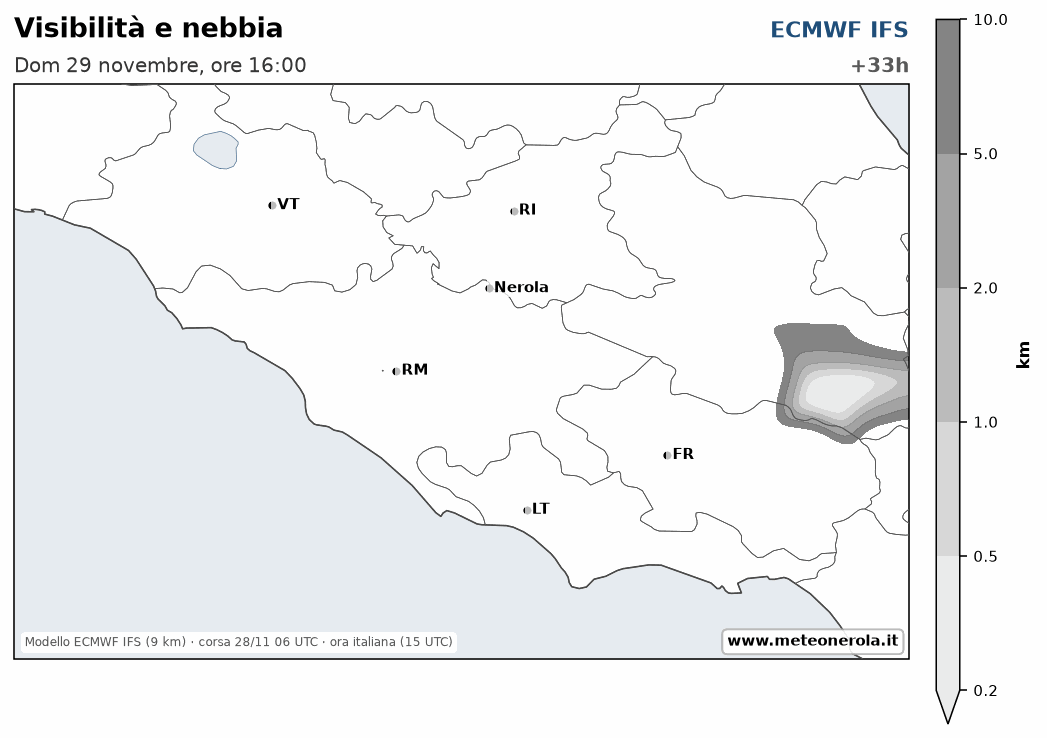 Visibilità e nebbia
ECMWF IFS
Dom 29 novembre, ore 16:00
+33h
10.0
5.0
2.0
1.0
0.5
0.2
km
VT
RI
Nerola
RM
FR
LT
Modello ECMWF IFS (9 km) · corsa 28/11 06 UTC · ora italiana (15 UTC)
www.meteonerola.it